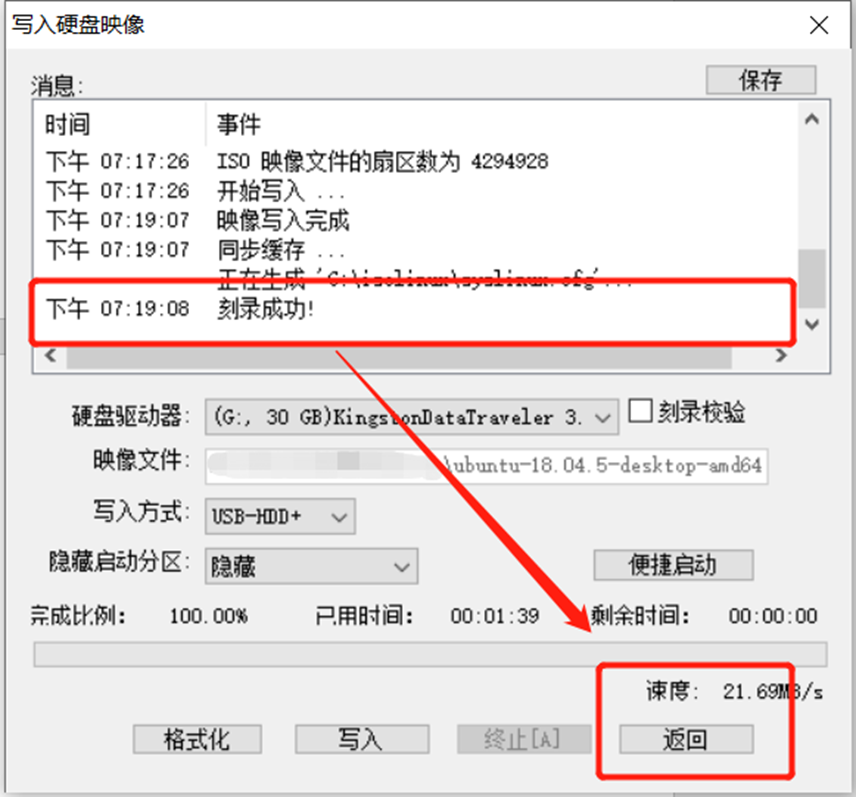 写入硬盘映像
消息:
保存
时间 事件
下午 07:17:26 ISO 映像文件的扇区数为 4294928
下午 07:17:26 开始写入 ...
下午 07:19:07 映像写入完成
下午 07:19:07 同步缓存 ...
正在生成 'G:\isolinux\syslinux.cfg'...
下午 07:19:08 刻录成功!
硬盘驱动器: (G:, 30 GB)KingstonDataTraveler 3. 刻录校验
映像文件: \ubuntu-18.04.5-desktop-amd64
写入方式: USB-HDD+
隐藏启动分区: 隐藏 便捷启动
完成比例: 100.00% 已用时间: 00:01:39 剩余时间: 00:00:00
速度: 21.69MB/s
格式化 写入 终止[A] 返回